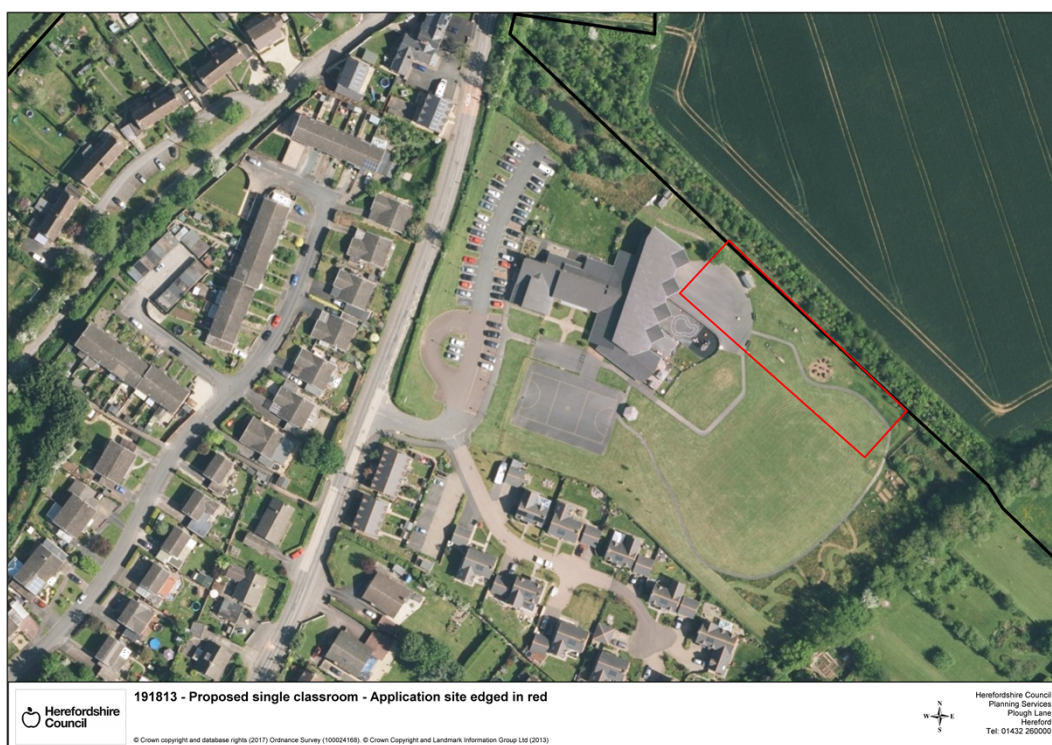 Herefordshire
Council
191813 - Proposed single classroom - Application site edged in red
© Crown copyright and database rights (2017) Ordnance Survey (100024168). © Crown Copyright and Landmark Information Group Ltd (2013)
N
W E
S
Herefordshire Council
Planning Services
Plough Lane
Hereford
Tel: 01432 260000